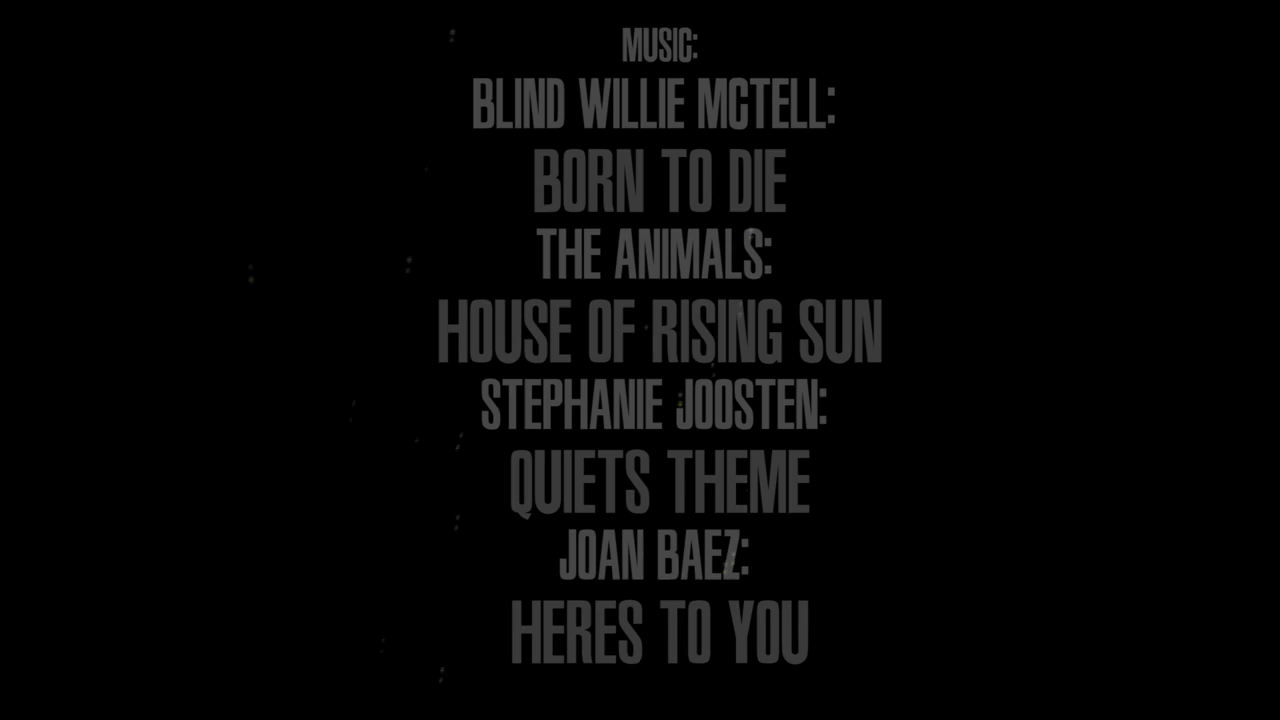 MUSIC:
BLIND WILLIE MCTELL:
BORN TO DIE
THE ANIMALS:
HOUSE OF RISING SUN
STEPHANIE JOOSTEN:
QUIETS THEME
JOAN BAEZ:
HERES TO YOU